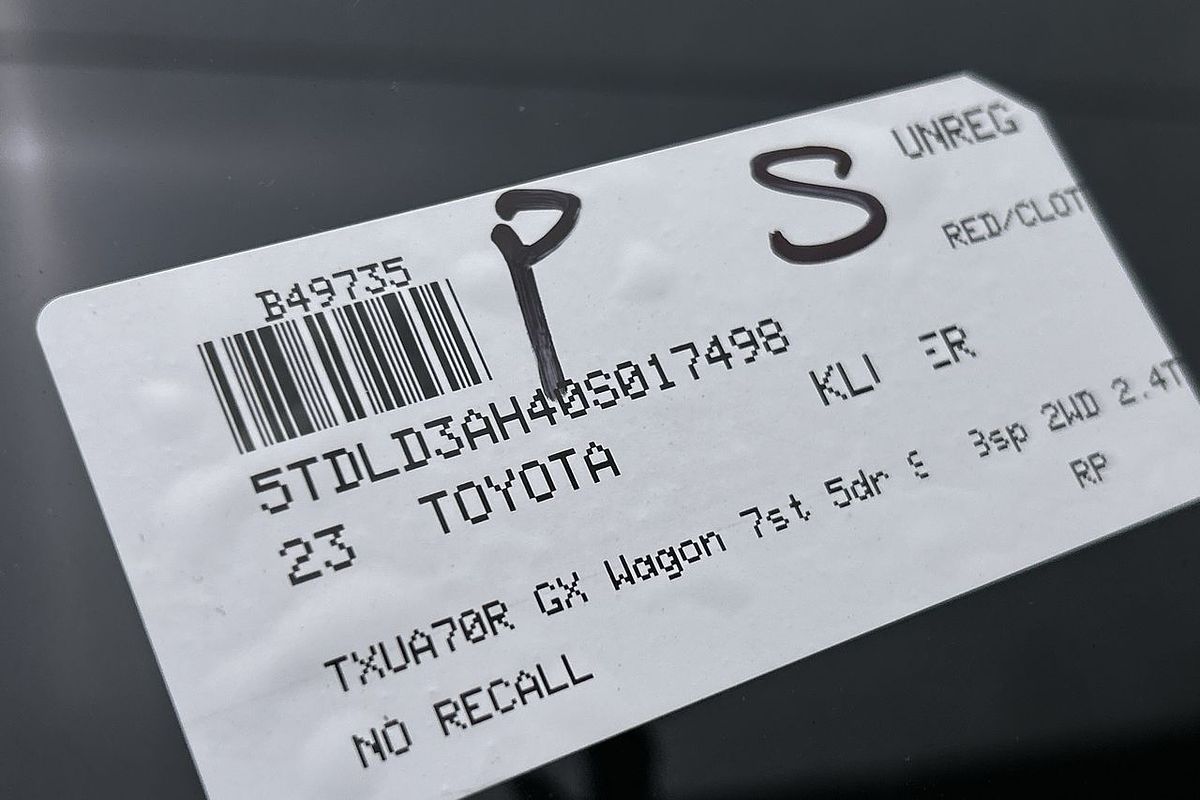 P S UNREG
B49735 RED/CLOT
5TDLD3AH40S017498
23 TOYOTA KLI ER
TXUA70R GX Wagon 7st 5dr 3sp 2WD 2.4T
NO RECALL RP